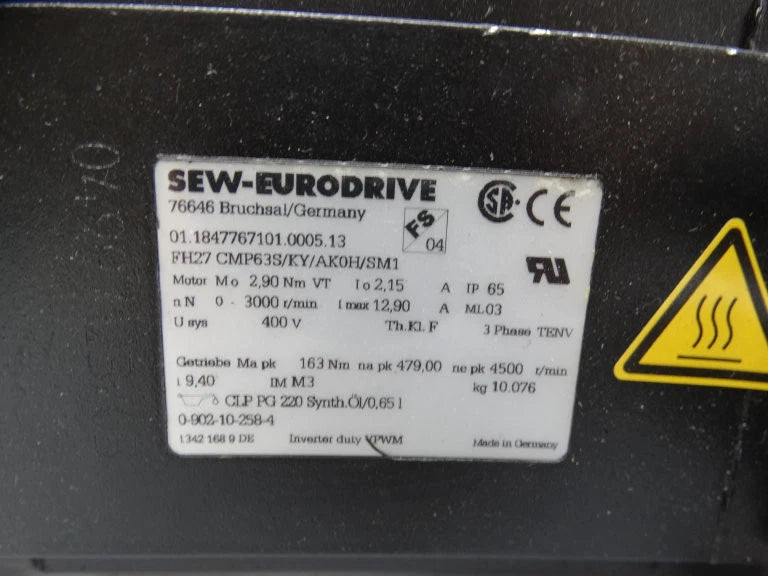 SEW-EURODRIVE
76646 Bruchsal/Germany
FS 04
01.1847767101.0005.13
FH27 CMP63S/KY/AK0H/SM1
Motor Mo 2,90 Nm VT Io 2,15 A IP 65
n N 0 - 3000 r/min I max 12,90 A ML03
U sys 400 V Th.Kl. F 3 Phase TENV
Getriebe Ma pk 163 Nm na pk 479,00 ne pk 4500 r/min
i 9,40 IM M3 kg 10.076
CLP PG 220 Synth.Öl/0,65 l
0-902-10-258-4
1342 168 9 DE Inverter duty VPWM Made in Germany